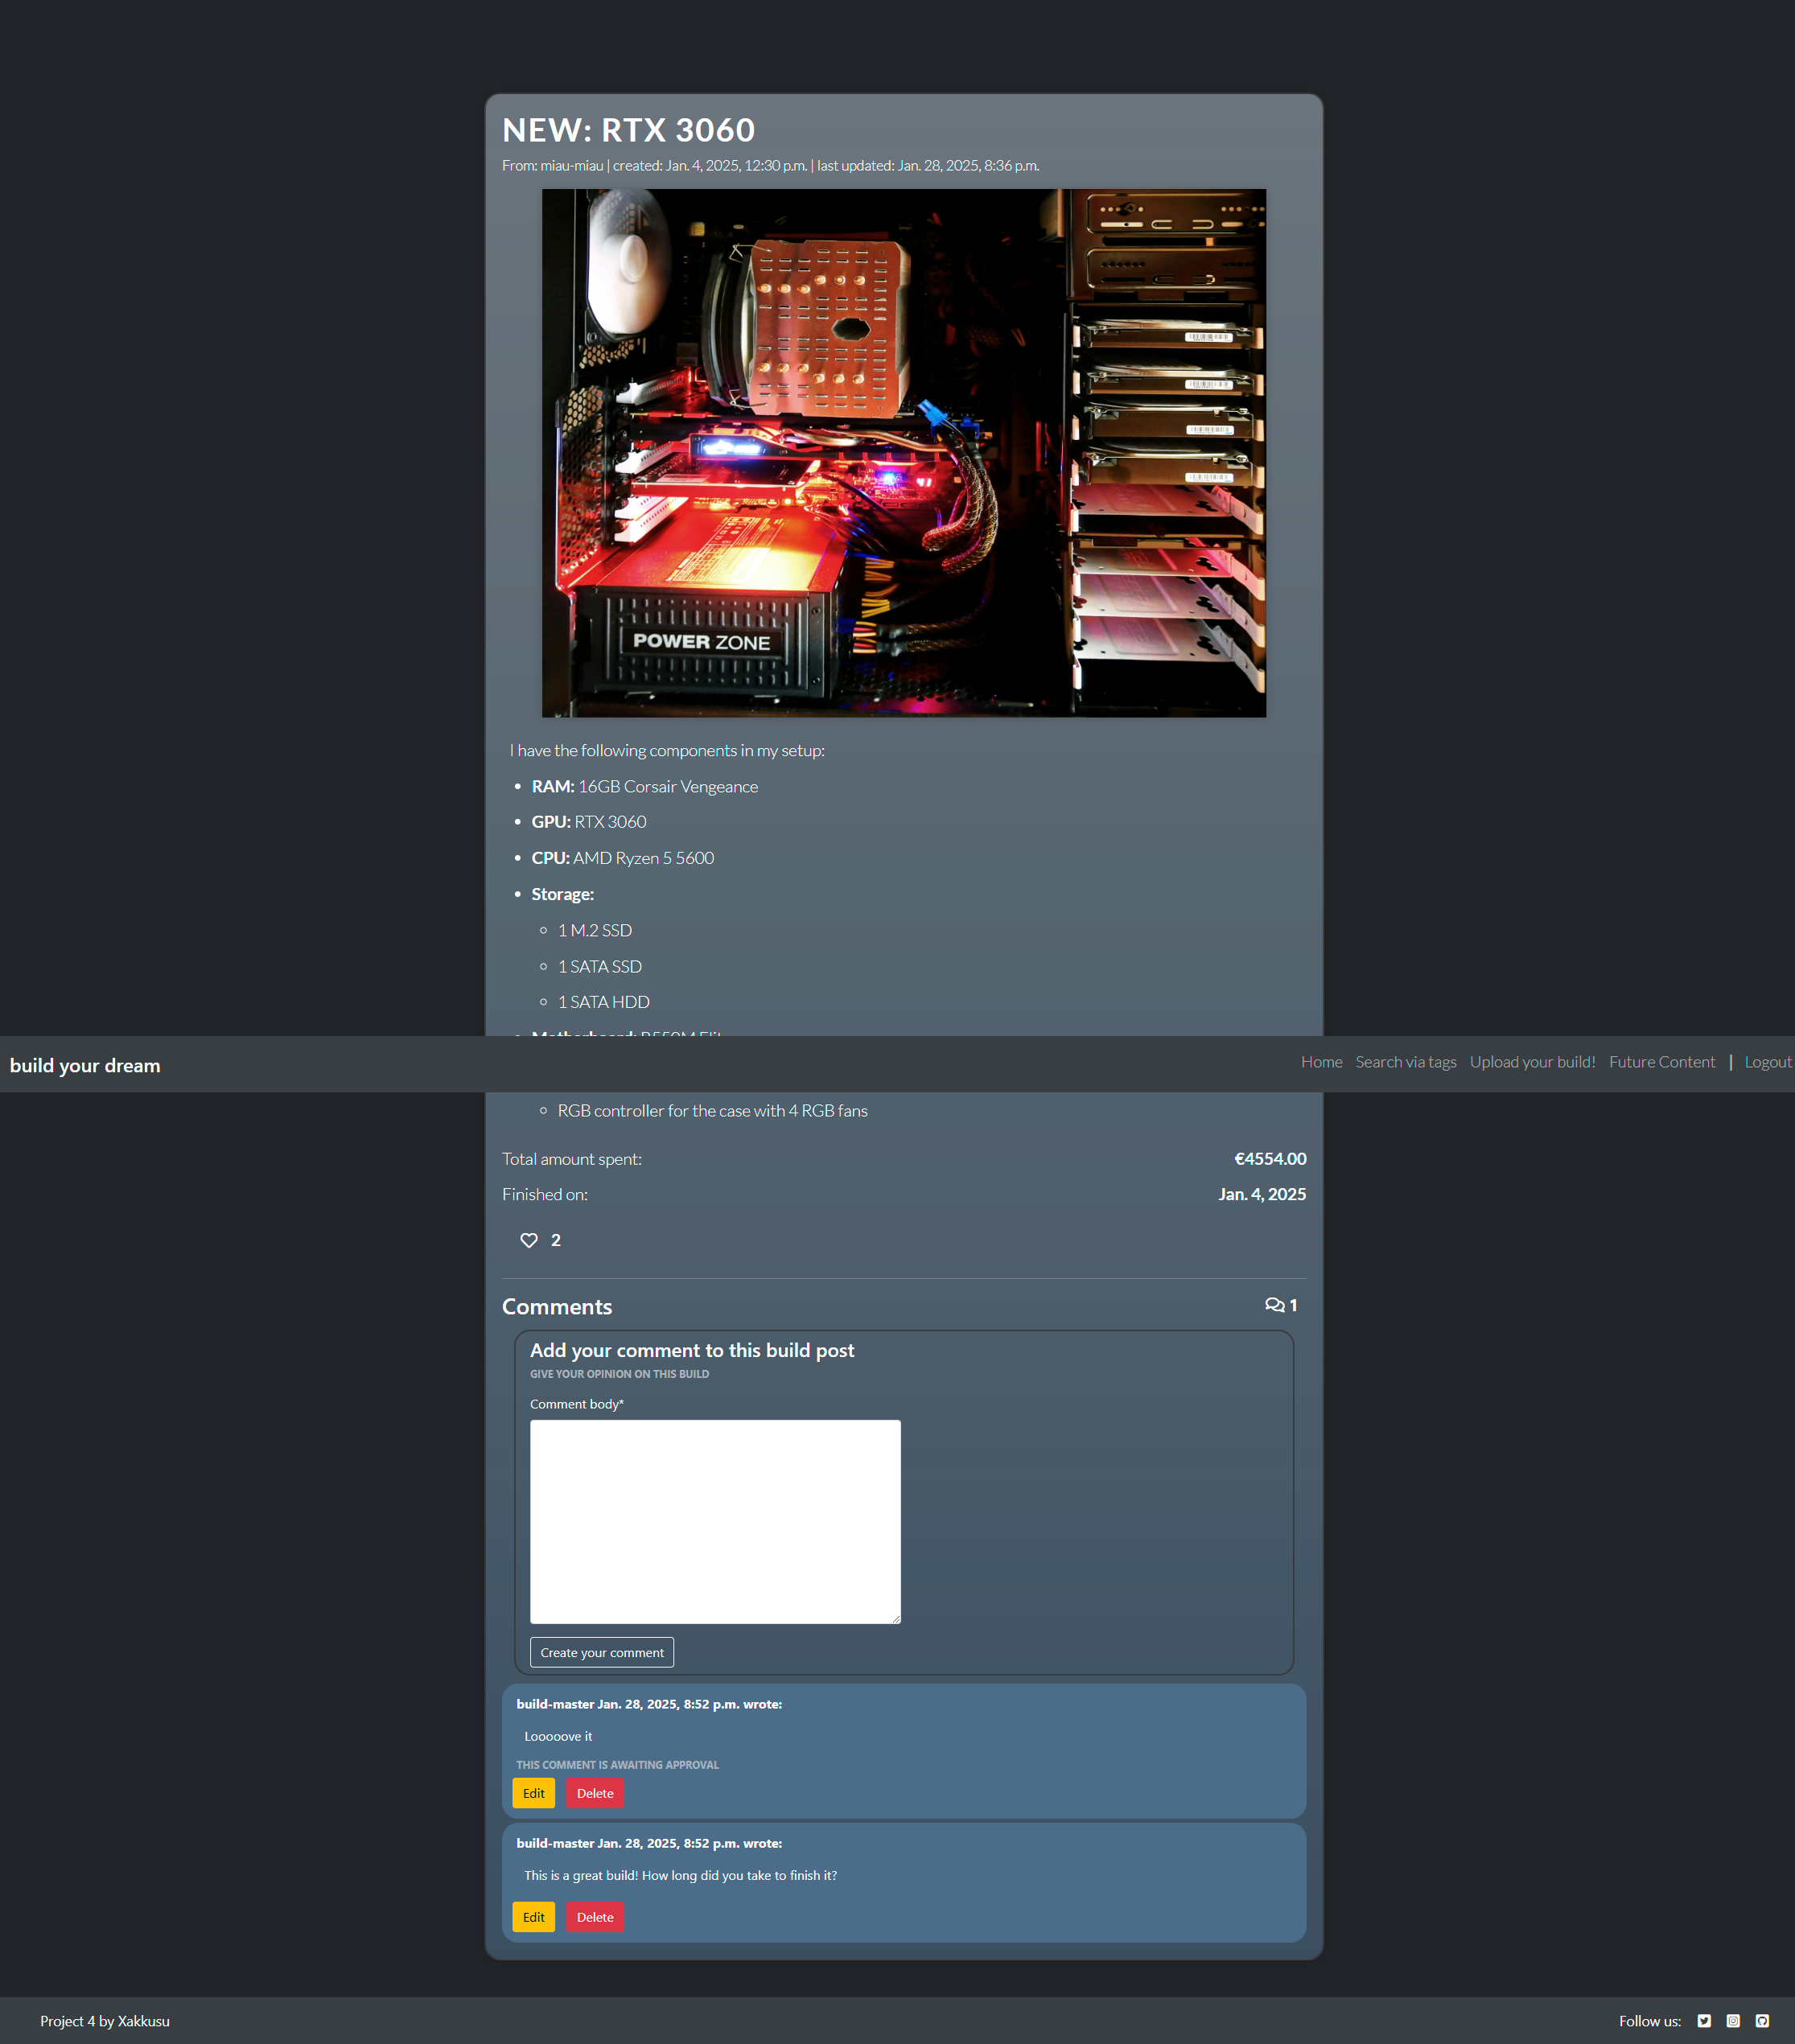 NEW: RTX 3060
From: miau-miau | created: Jan. 4, 2025, 12:30 p.m. | last updated: Jan. 28, 2025, 8:36 p.m.
POWER ZONE
I have the following components in my setup:
RAM: 16GB Corsair Vengeance
GPU: RTX 3060
CPU: AMD Ryzen 5 5600
Storage:
1 M.2 SSD
1 SATA SSD
1 SATA HDD
Motherboard: B550M Elit
build your dream
Home Search via tags Upload your build! Future Content | Logout
RGB controller for the case with 4 RGB fans
Total amount spent: €4554.00
Finished on: Jan. 4, 2025
2
Comments 1
Add your comment to this build post
GIVE YOUR OPINION ON THIS BUILD
Comment body*
Create your comment
build-master Jan. 28, 2025, 8:52 p.m. wrote:
Looooove it
THIS COMMENT IS AWAITING APPROVAL
Edit Delete
build-master Jan. 28, 2025, 8:52 p.m. wrote:
This is a great build! How long did you take to finish it?
Edit Delete
Project 4 by Xakkusu Follow us: